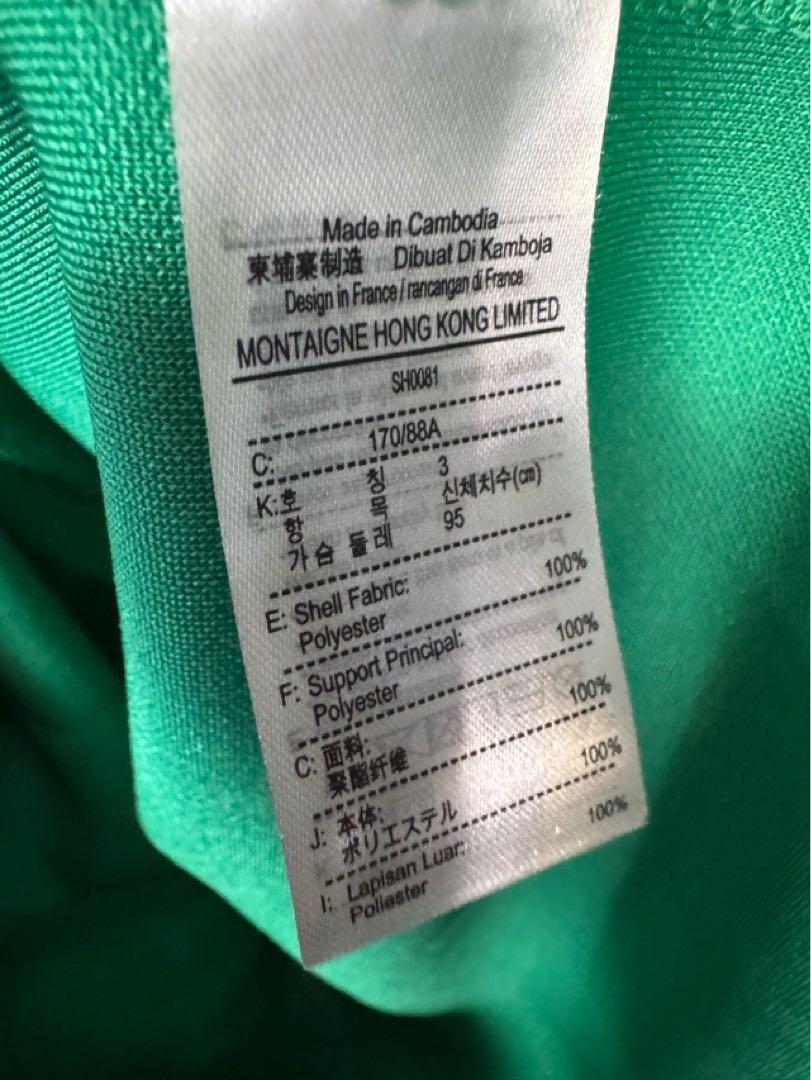 Made in Cambodia
柬埔寨制造 Dibuat Di Kamboja
Design in France / rancangan di France
MONTAIGNE HONG KONG LIMITED
SH0081
C: 170/88A
K: 호 칭 3
항 목 신체치수(cm)
가슴 둘레 95
E: Shell Fabric:
Polyester 100%
F: Support Principal:
Polyester 100%
C: 面料:
聚酯纤维 100%
J: 本体:
ポリエステル 100%
I: Lapisan Luar:
Poliester 100%